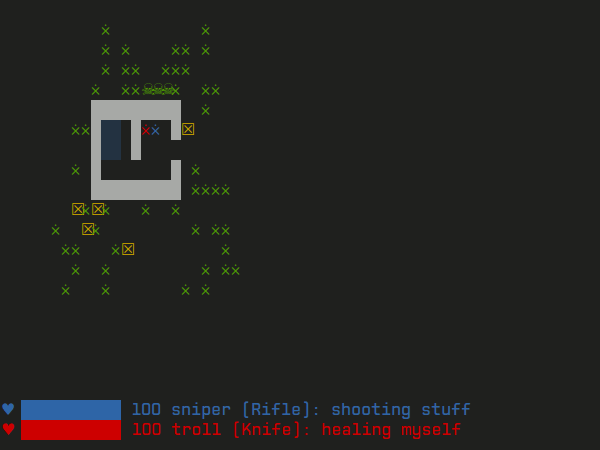 ♥ 100 sniper [Rifle]: shooting stuff
♥ 100 troll [Knife]: healing myself